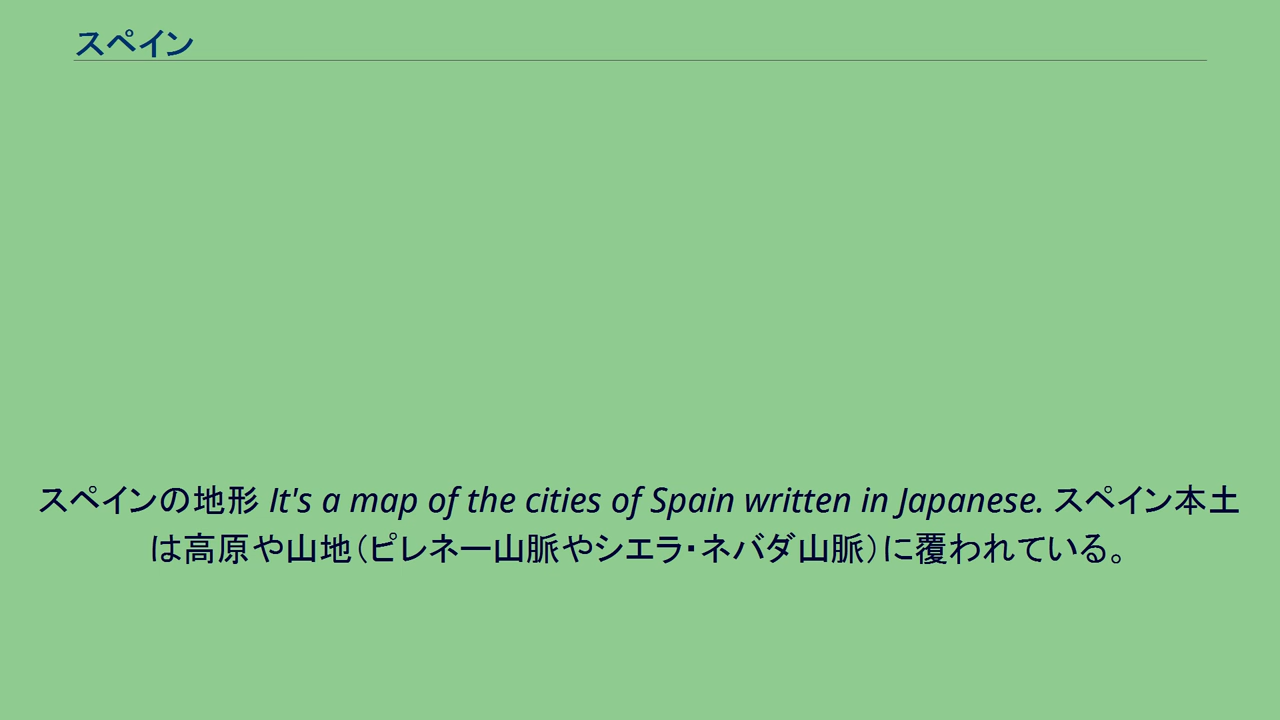 スペイン
スペインの地形 It's a map of the cities of Spain written in Japanese. スペイン本土
は高原や山地（ピレネー山脈やシエラ・ネバダ山脈）に覆われている。